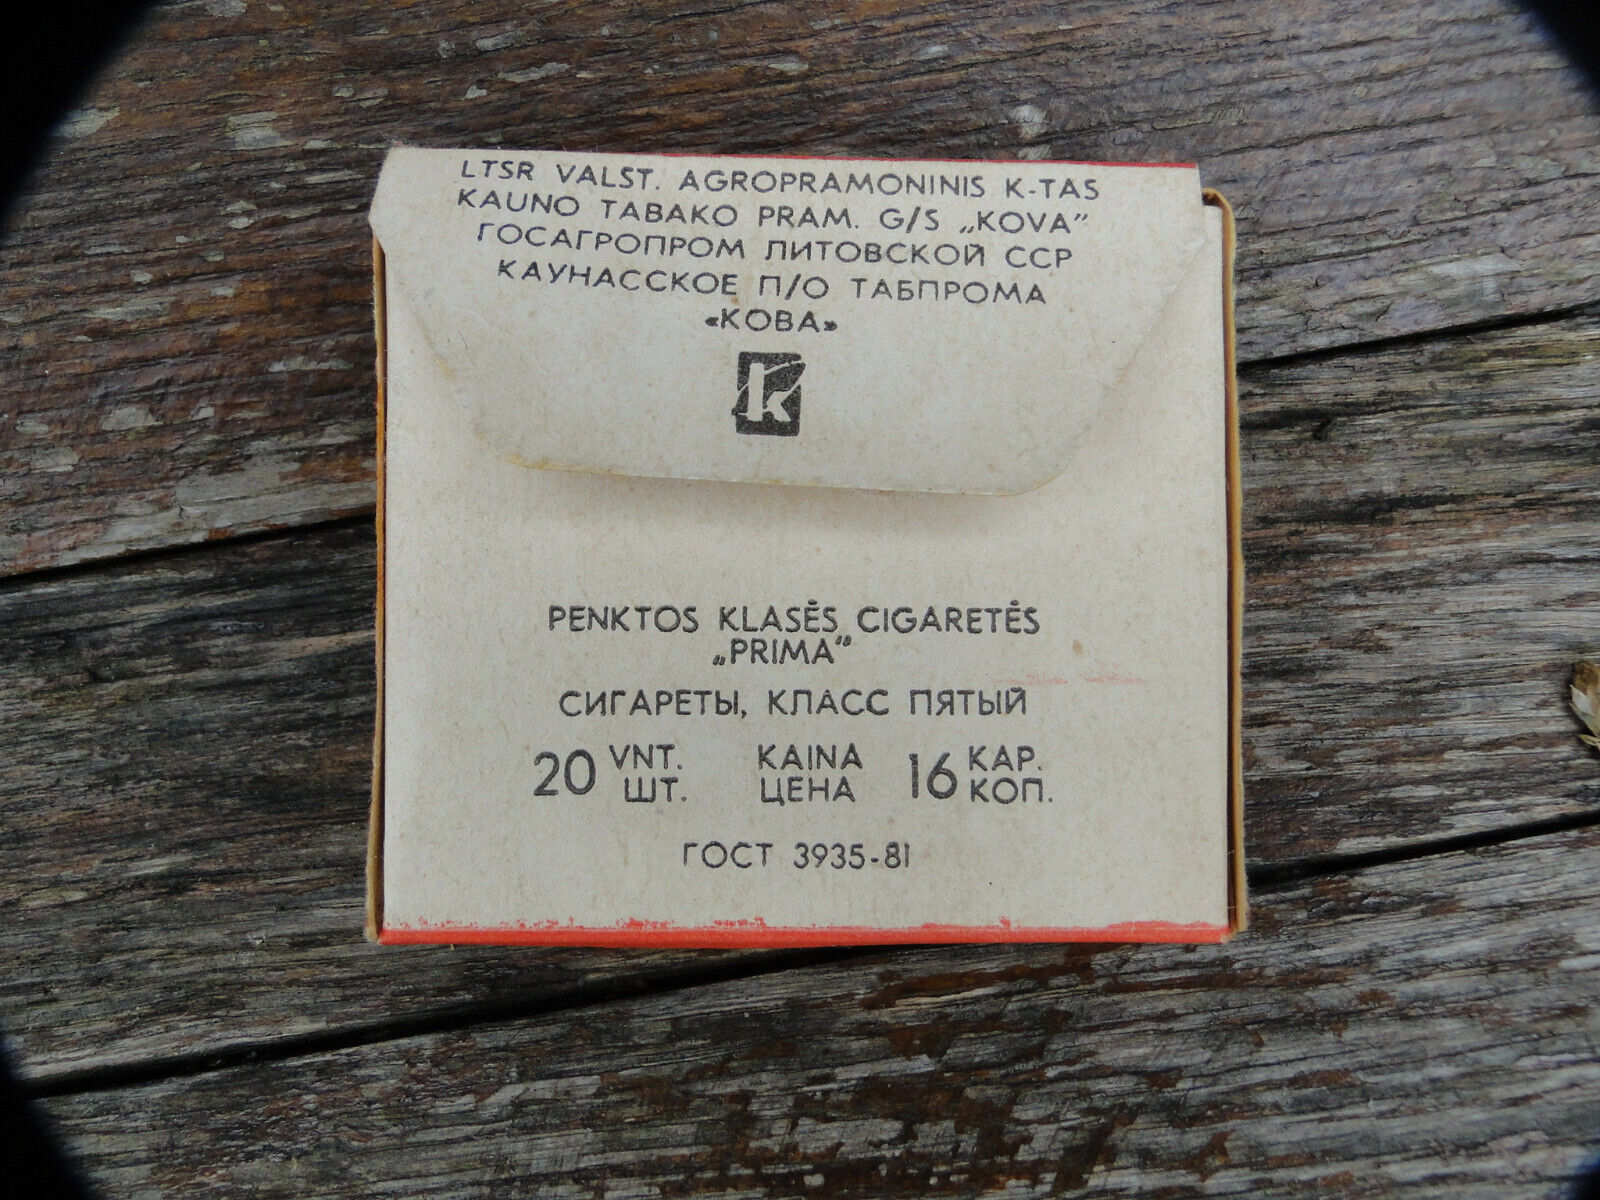 LTSR VALST. AGROPRAMONINIS K-TAS
KAUNO TABAKO PRAM. G/S „KOVA”
ГОСАГРОПРОМ ЛИТОВСКОЙ ССР
КАУНАССКОЕ П/О ТАБПРОМА
«КОВА»
K
PENKTOS KLASĖS CIGARETĖS
„PRIMA”
СИГАРЕТЫ, КЛАСС ПЯТЫЙ
20 VNT. KAINA 16 KAP.
ШТ. ЦЕНА КОП.
ГОСТ 3935-81